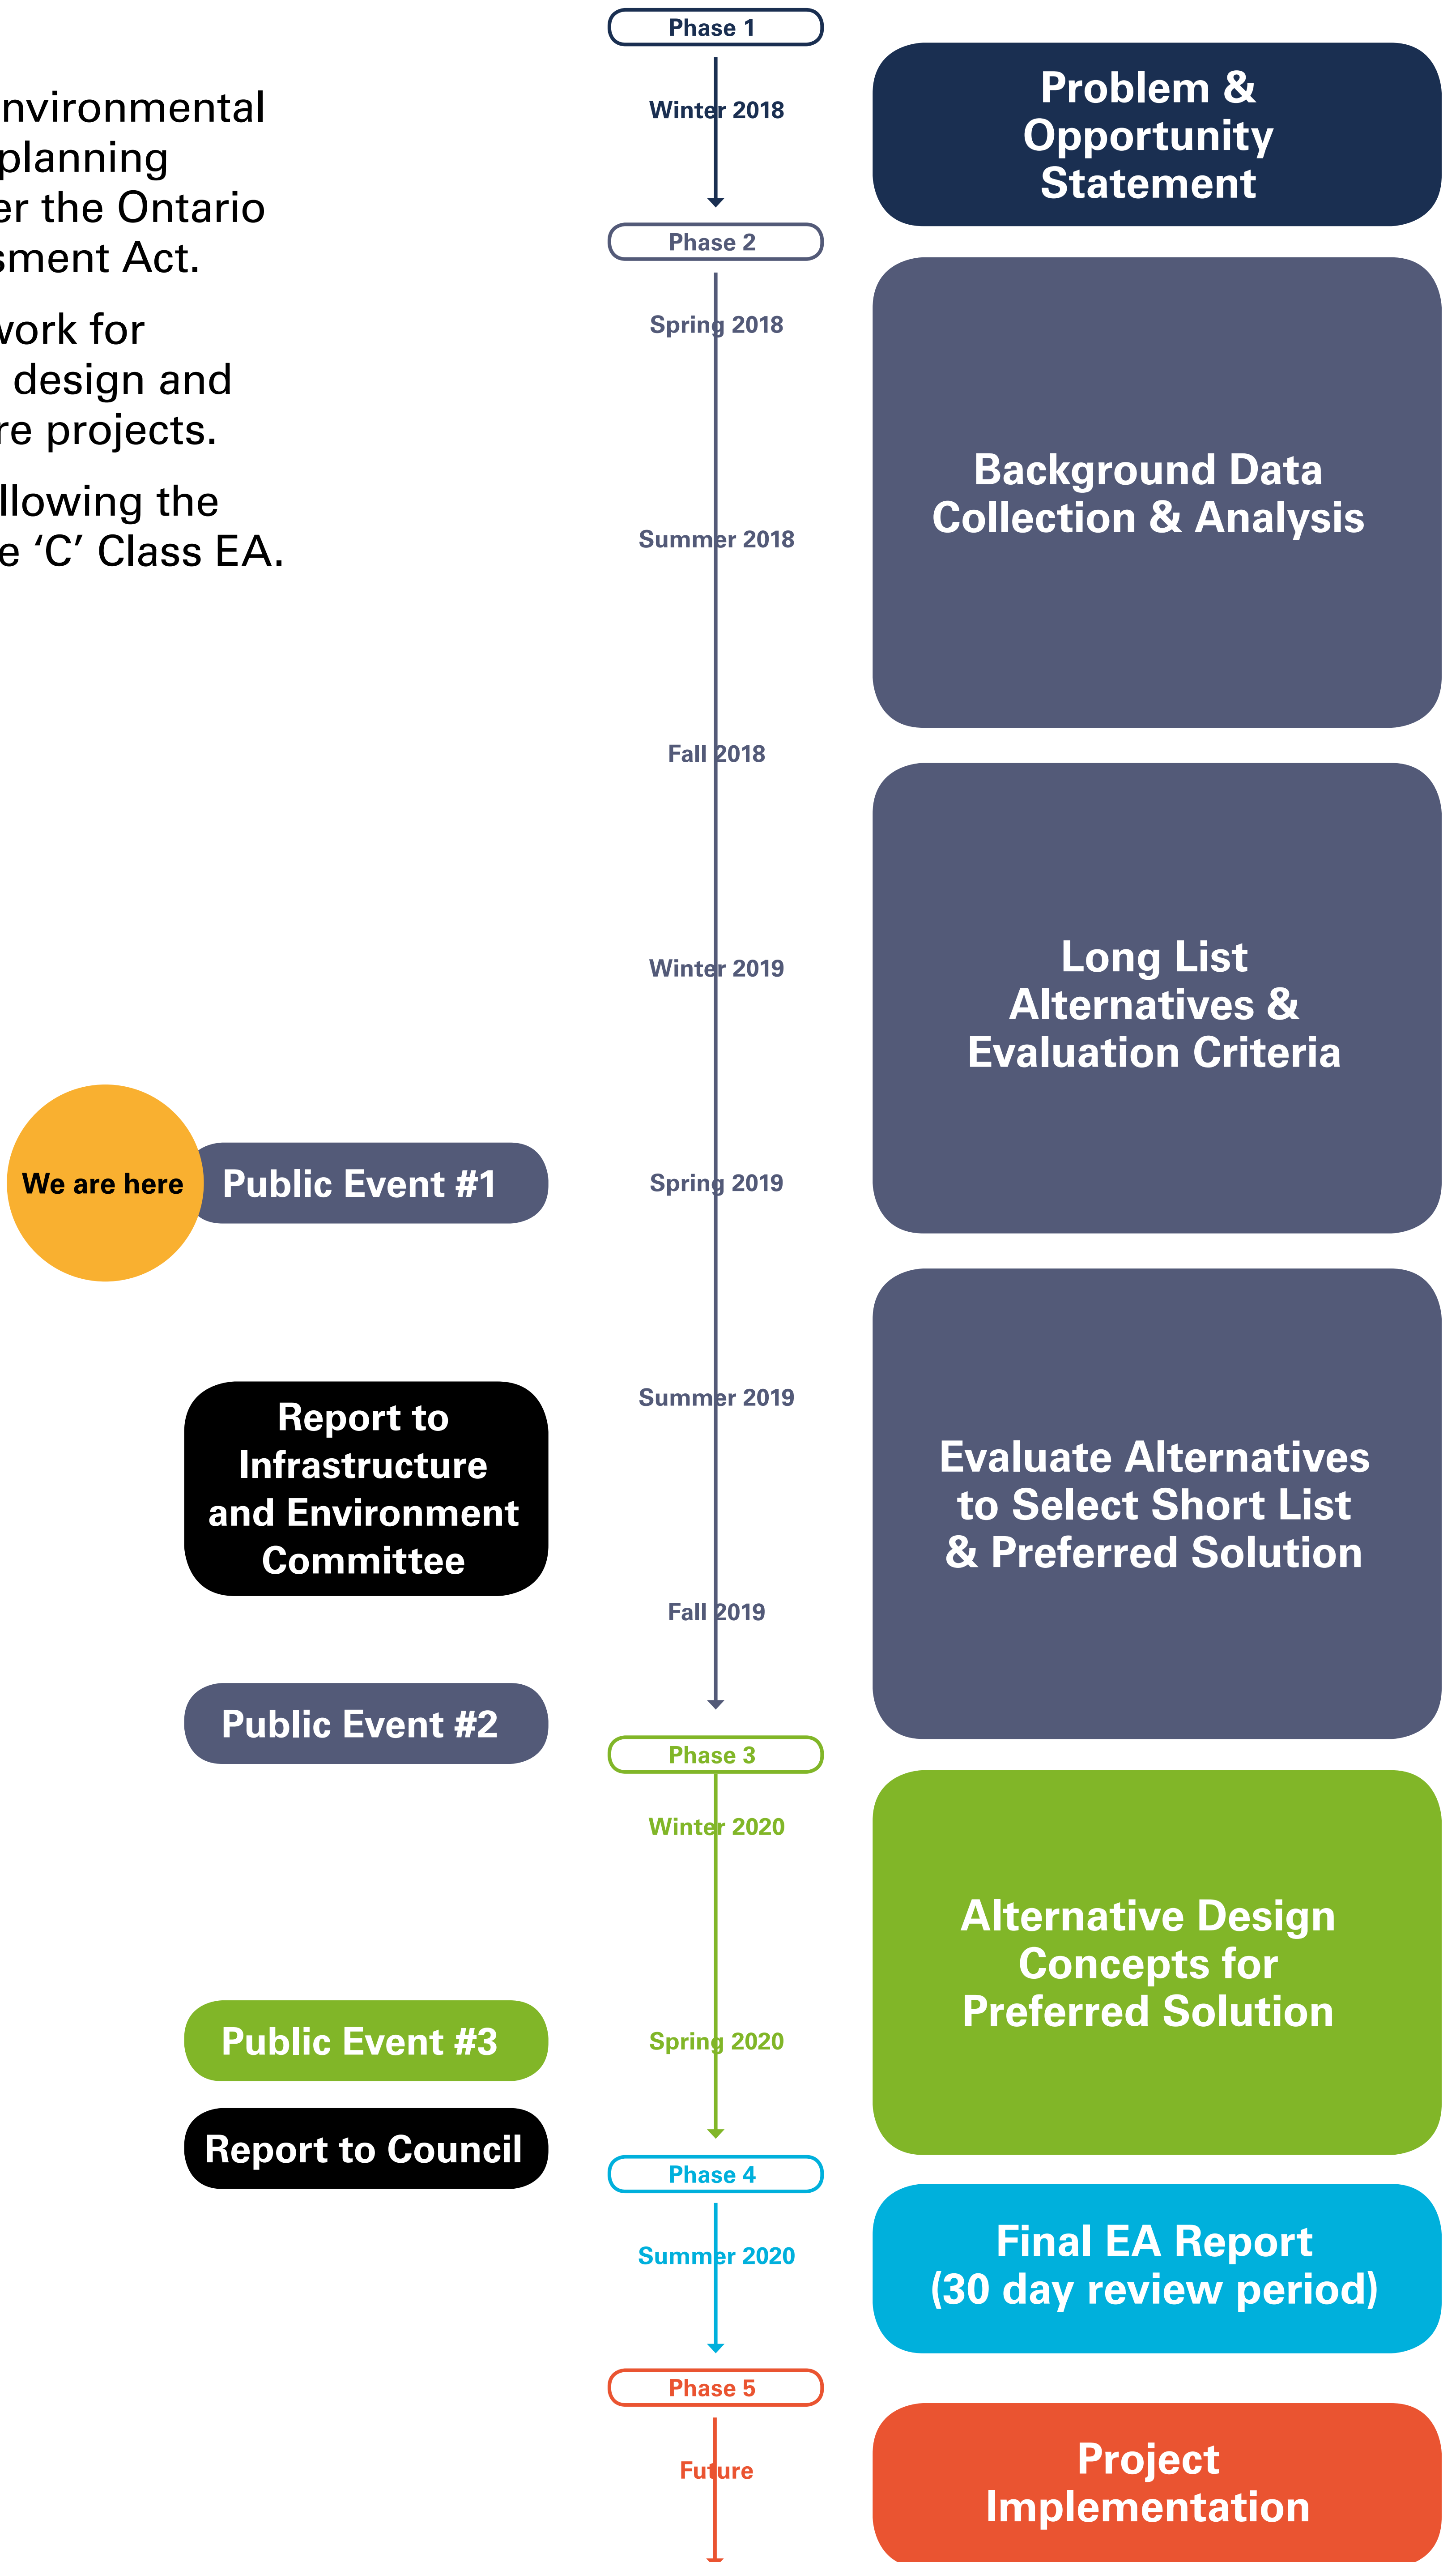 nvironmental
planning
er the Ontario
sment Act.
work for
design and
re projects.
llowing the
e ‘C’ Class EA.
Phase 1
Winter 2018
Problem &
Opportunity
Statement
Phase 2
Spring 2018
Summer 2018
Background Data
Collection & Analysis
Fall 2018
Winter 2019
Long List
Alternatives &
Evaluation Criteria
We are here
Public Event #1
Spring 2019
Summer 2019
Report to
Infrastructure
and Environment
Committee
Evaluate Alternatives
to Select Short List
& Preferred Solution
Fall 2019
Public Event #2
Phase 3
Winter 2020
Alternative Design
Concepts for
Preferred Solution
Public Event #3
Spring 2020
Report to Council
Phase 4
Summer 2020
Final EA Report
(30 day review period)
Phase 5
Future
Project
Implementation